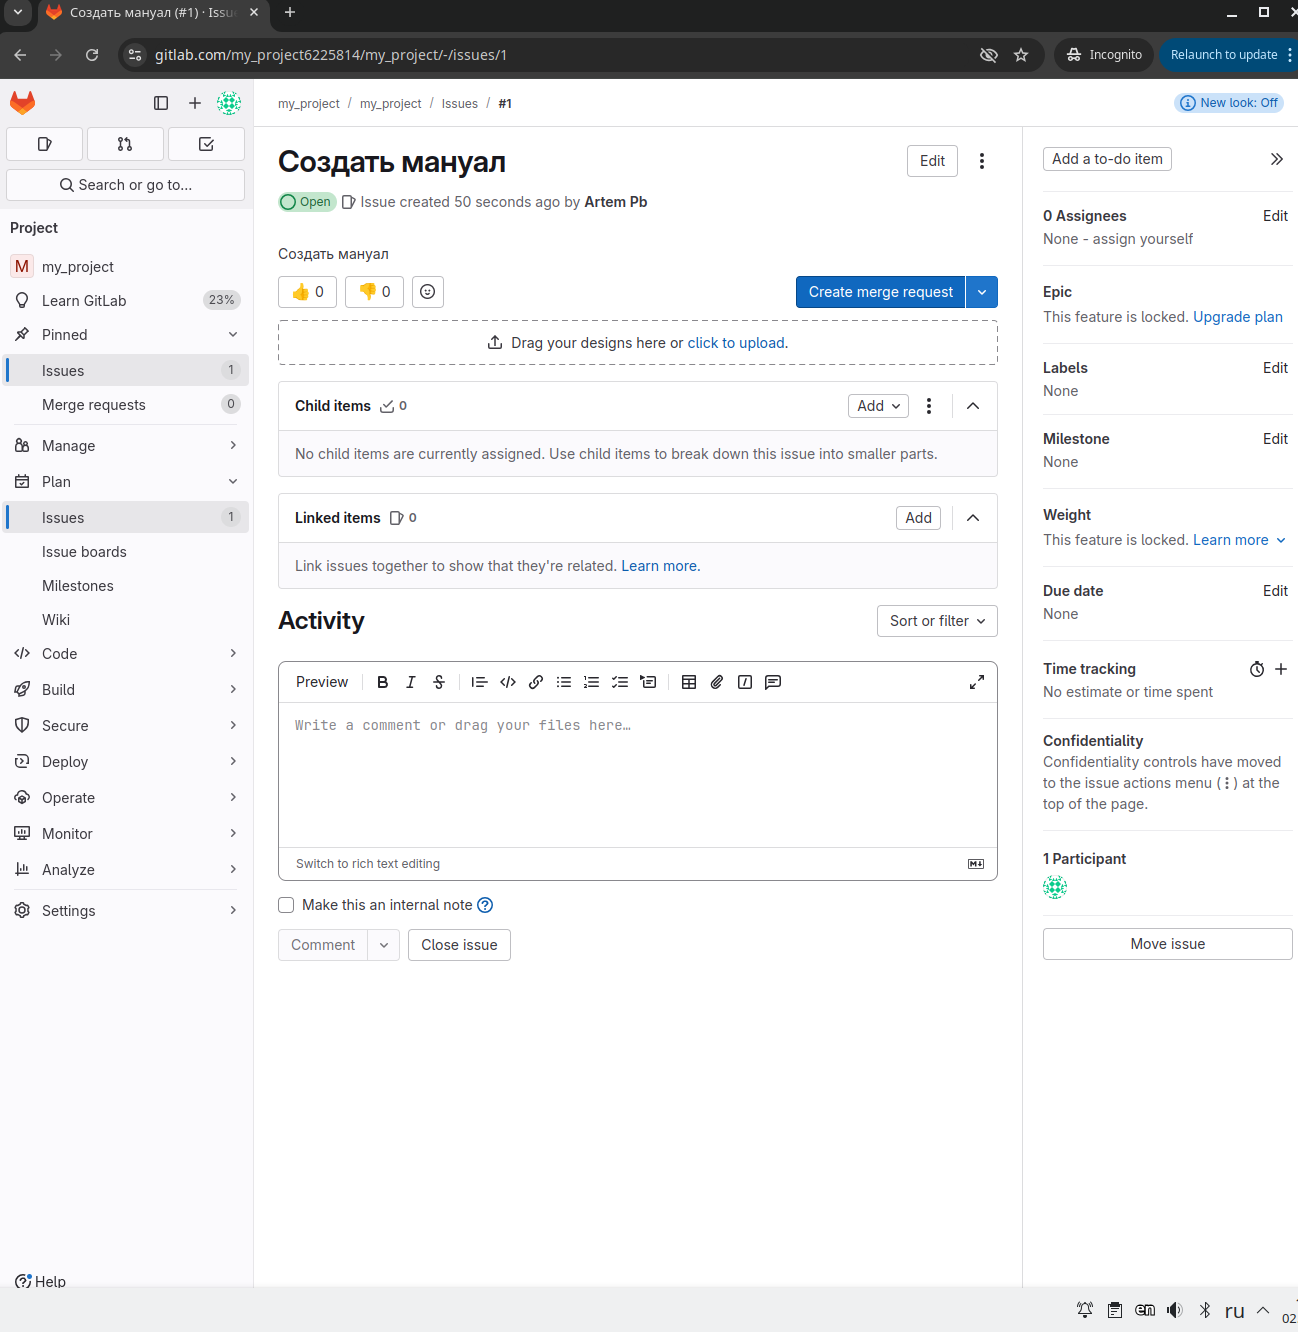 Создать мануал (#1) · Issu
gitlab.com/my_project6225814/my_project/-/issues/1
Incognito
Relaunch to update
my_project / my_project / Issues / #1
New look: Off
Search or go to...
Project
M my_project
Learn GitLab 23%
Pinned
Issues 1
Merge requests 0
Manage
Plan
Issues 1
Issue boards
Milestones
Wiki
Code
Build
Secure
Deploy
Operate
Monitor
Analyze
Settings
Help
Создать мануал
Edit
Open Issue created 50 seconds ago by Artem Pb
Создать мануал
👍 0 👎 0
Create merge request
Drag your designs here or click to upload.
Child items 0
Add
No child items are currently assigned. Use child items to break down this issue into smaller parts.
Linked items 0
Add
Link issues together to show that they're related. Learn more.
Activity
Sort or filter
Preview
Write a comment or drag your files here…
Switch to rich text editing
Make this an internal note
Comment
Close issue
Add a to-do item
0 Assignees Edit
None - assign yourself
Epic
This feature is locked. Upgrade plan
Labels Edit
None
Milestone Edit
None
Weight
This feature is locked. Learn more
Due date Edit
None
Time tracking
No estimate or time spent
Confidentiality
Confidentiality controls have moved
to the issue actions menu (⋮) at the
top of the page.
1 Participant
Move issue
en
ru
02